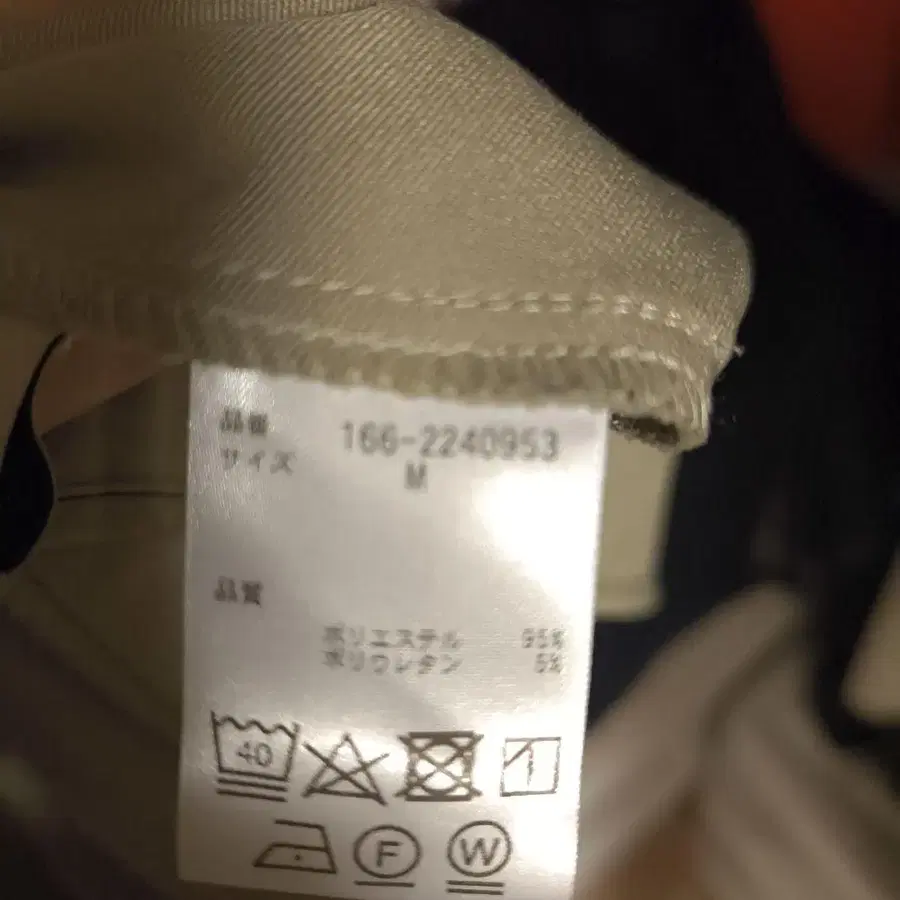 品番 166-2240953
サイズ M
品質
ポリエステル 95%
ポリウレタン 5%
40
F W